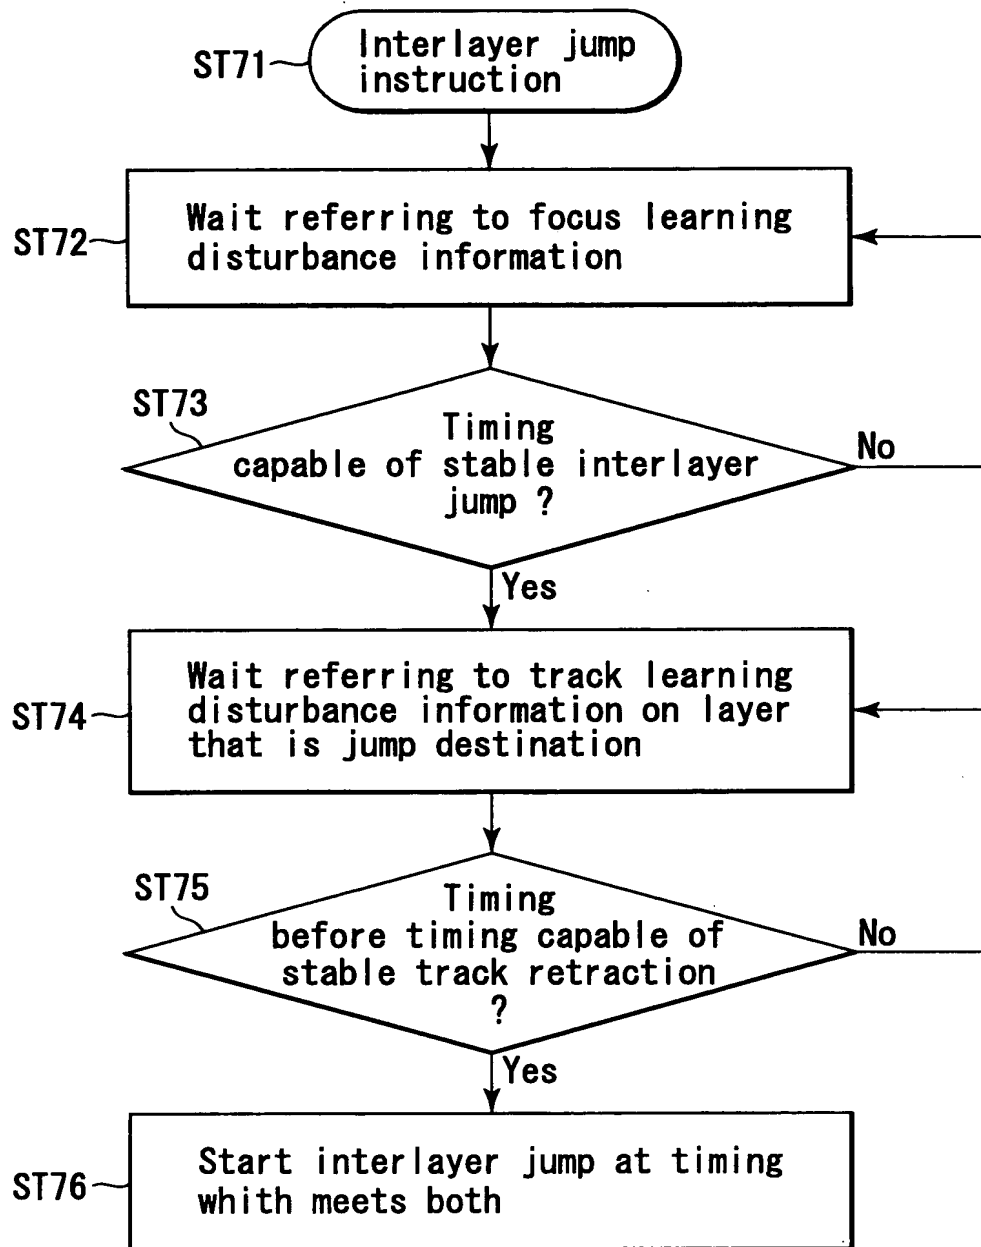 ST71
Interlayer jump
instruction
ST72
Wait referring to focus learning
disturbance information
ST73
Timing
capable of stable interlayer
jump ?
No
Yes
ST74
Wait referring to track learning
disturbance information on layer
that is jump destination
ST75
Timing
before timing capable of
stable track retraction
?
No
Yes
ST76
Start interlayer jump at timing
whith meets both